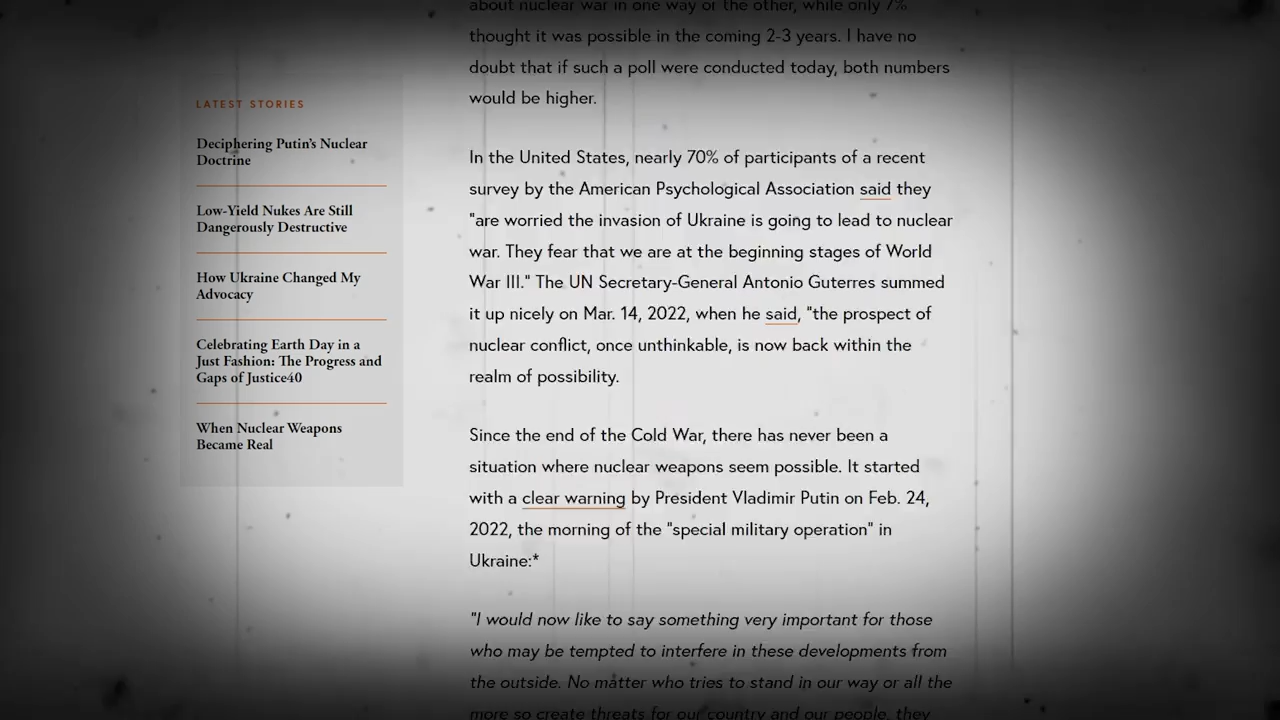 LATEST STORIES
Deciphering Putin's Nuclear
Doctrine
Low-Yield Nukes Are Still
Dangerously Destructive
How Ukraine Changed My
Advocacy
Celebrating Earth Day in a
Just Fashion: The Progress and
Gaps of Justice40
When Nuclear Weapons
Became Real
about nuclear war in one way or the other, while only 7%
thought it was possible in the coming 2-3 years. I have no
doubt that if such a poll were conducted today, both numbers
would be higher.
In the United States, nearly 70% of participants of a recent
survey by the American Psychological Association said they
"are worried the invasion of Ukraine is going to lead to nuclear
war. They fear that we are at the beginning stages of World
War III." The UN Secretary-General Antonio Guterres summed
it up nicely on Mar. 14, 2022, when he said, "the prospect of
nuclear conflict, once unthinkable, is now back within the
realm of possibility.
Since the end of the Cold War, there has never been a
situation where nuclear weapons seem possible. It started
with a clear warning by President Vladimir Putin on Feb. 24,
2022, the morning of the "special military operation" in
Ukraine:*
"I would now like to say something very important for those
who may be tempted to interfere in these developments from
the outside. No matter who tries to stand in our way or all the
more so create threats for our country and our people, they